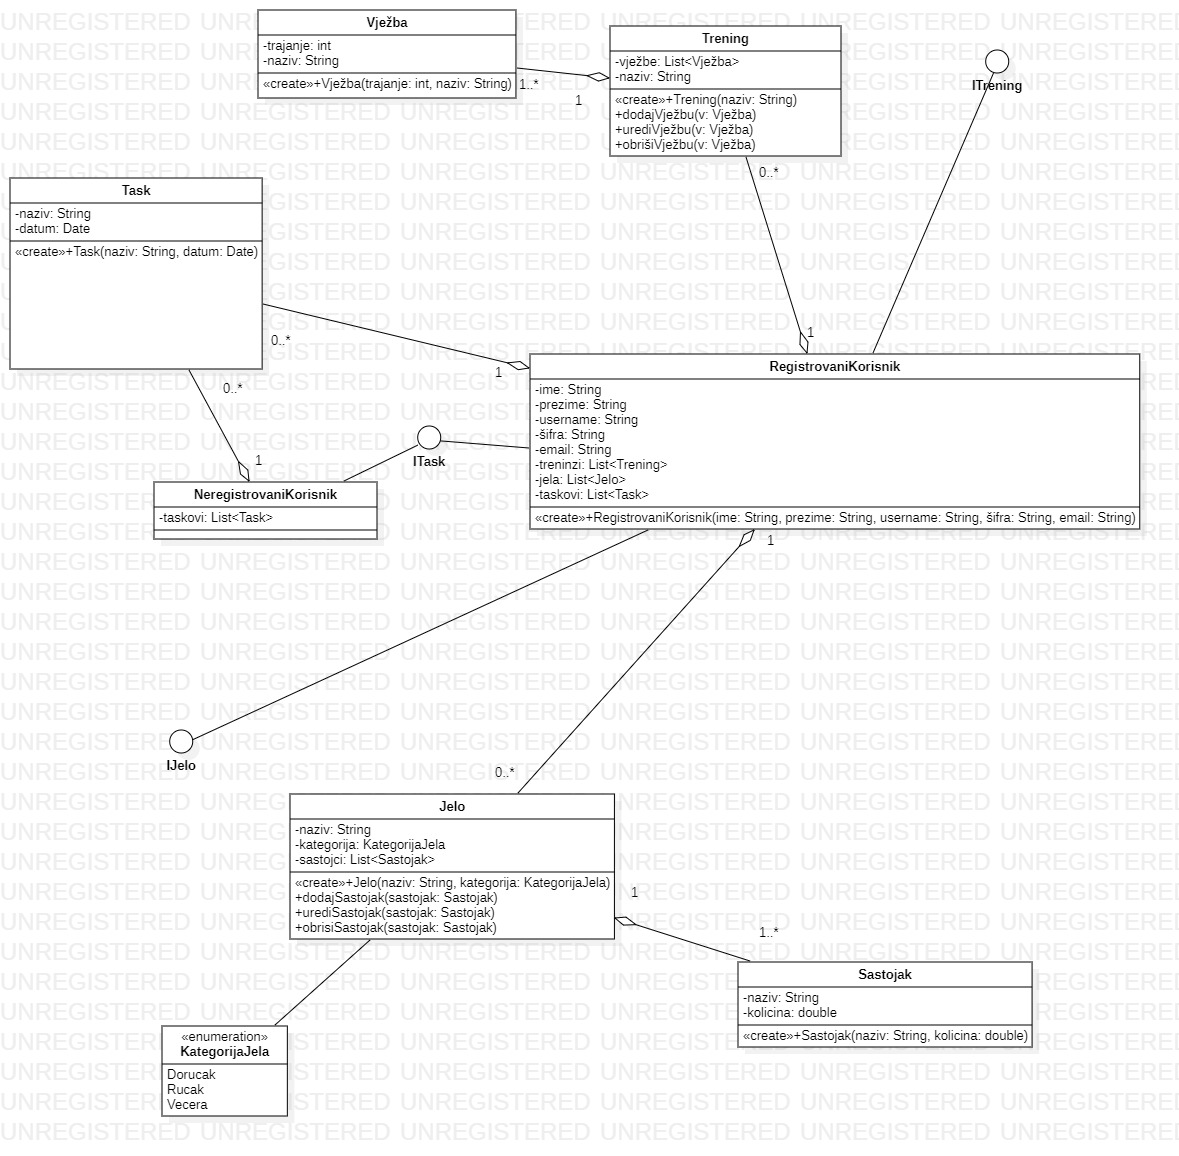 Vježba
-trajanje: int
-naziv: String
«create»+Vježba(trajanje: int, naziv: String)
1..*
1
Trening
-vježbe: List<Vježba>
-naziv: String
«create»+Trening(naziv: String)
+dodajVježbu(v: Vježba)
+urediVježbu(v: Vježba)
+obrišiVježbu(v: Vježba)
0..*
ITrening
Task
-naziv: String
-datum: Date
«create»+Task(naziv: String, datum: Date)
0..*
1
1
0..*
1
ITask
NeregistrovaniKorisnik
-taskovi: List<Task>
RegistrovaniKorisnik
-ime: String
-prezime: String
-username: String
-šifra: String
-email: String
-treninzi: List<Trening>
-jela: List<Jelo>
-taskovi: List<Task>
«create»+RegistrovaniKorisnik(ime: String, prezime: String, username: String, šifra: String, email: String)
1
IJelo
0..*
Jelo
-naziv: String
-kategorija: KategorijaJela
-sastojci: List<Sastojak>
«create»+Jelo(naziv: String, kategorija: KategorijaJela)
+dodajSastojak(sastojak: Sastojak)
+urediSastojak(sastojak: Sastojak)
+obrisiSastojak(sastojak: Sastojak)
1
1..*
Sastojak
-naziv: String
-kolicina: double
«create»+Sastojak(naziv: String, kolicina: double)
«enumeration»
KategorijaJela
Dorucak
Rucak
Vecera
UNREGISTERED